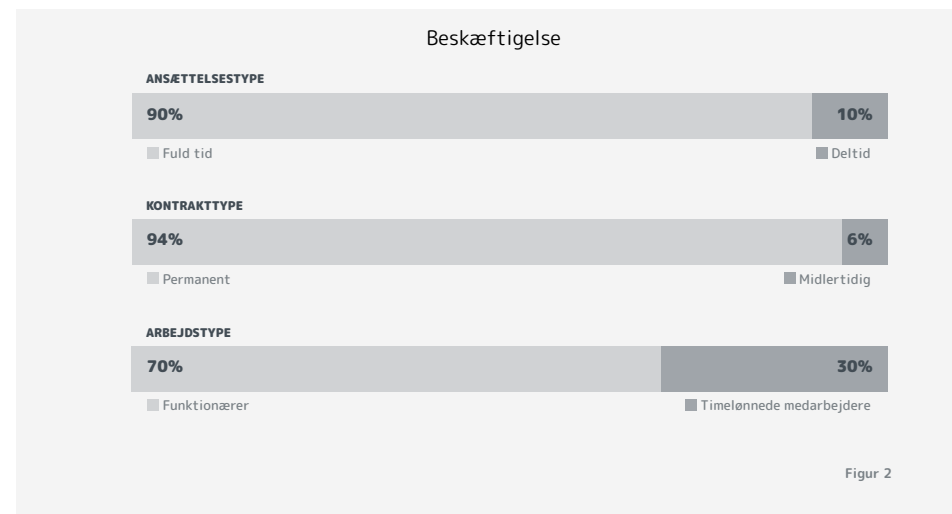 Beskæftigelse
ANSÆTTELSESTYPE
90% 10%
Fuld tid Deltid
KONTRAKTTYPE
94% 6%
Permanent Midlertidig
ARBEJDSTYPE
70% 30%
Funktionærer Timelønnede medarbejdere
Figur 2